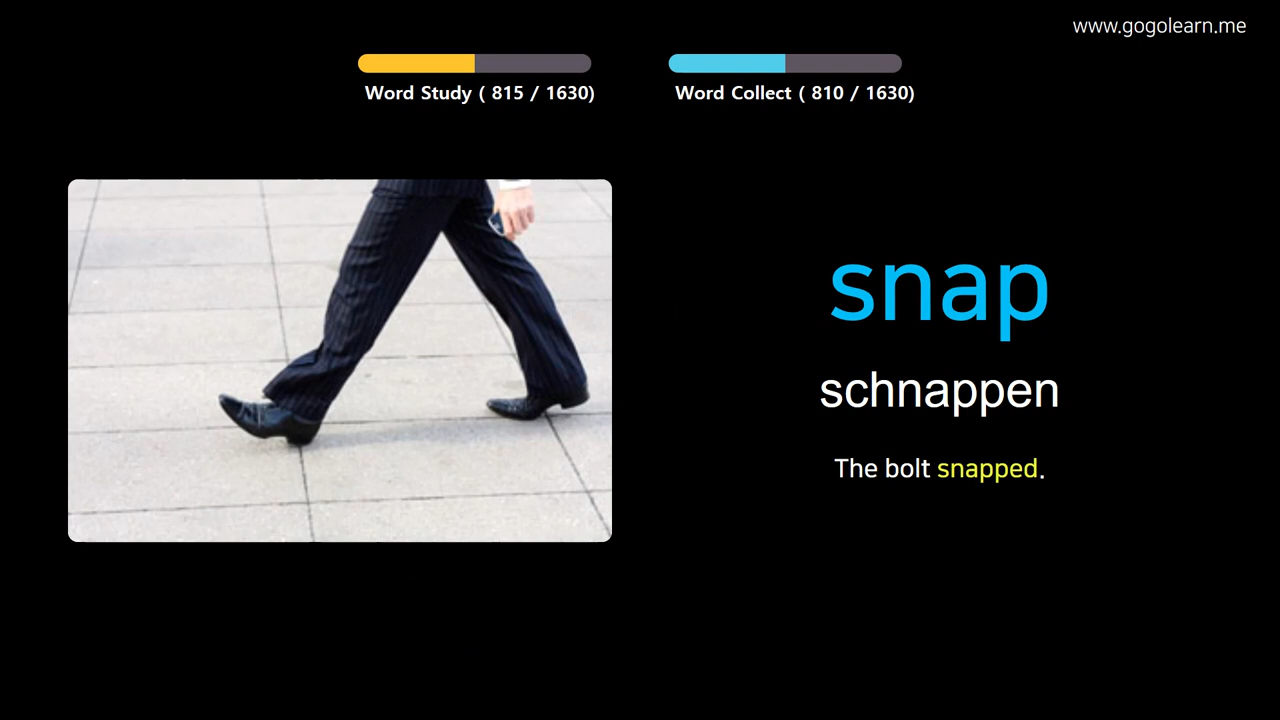 www.gogolearn.me
Word Study ( 815 / 1630)
Word Collect ( 810 / 1630)
snap
schnappen
The bolt snapped.